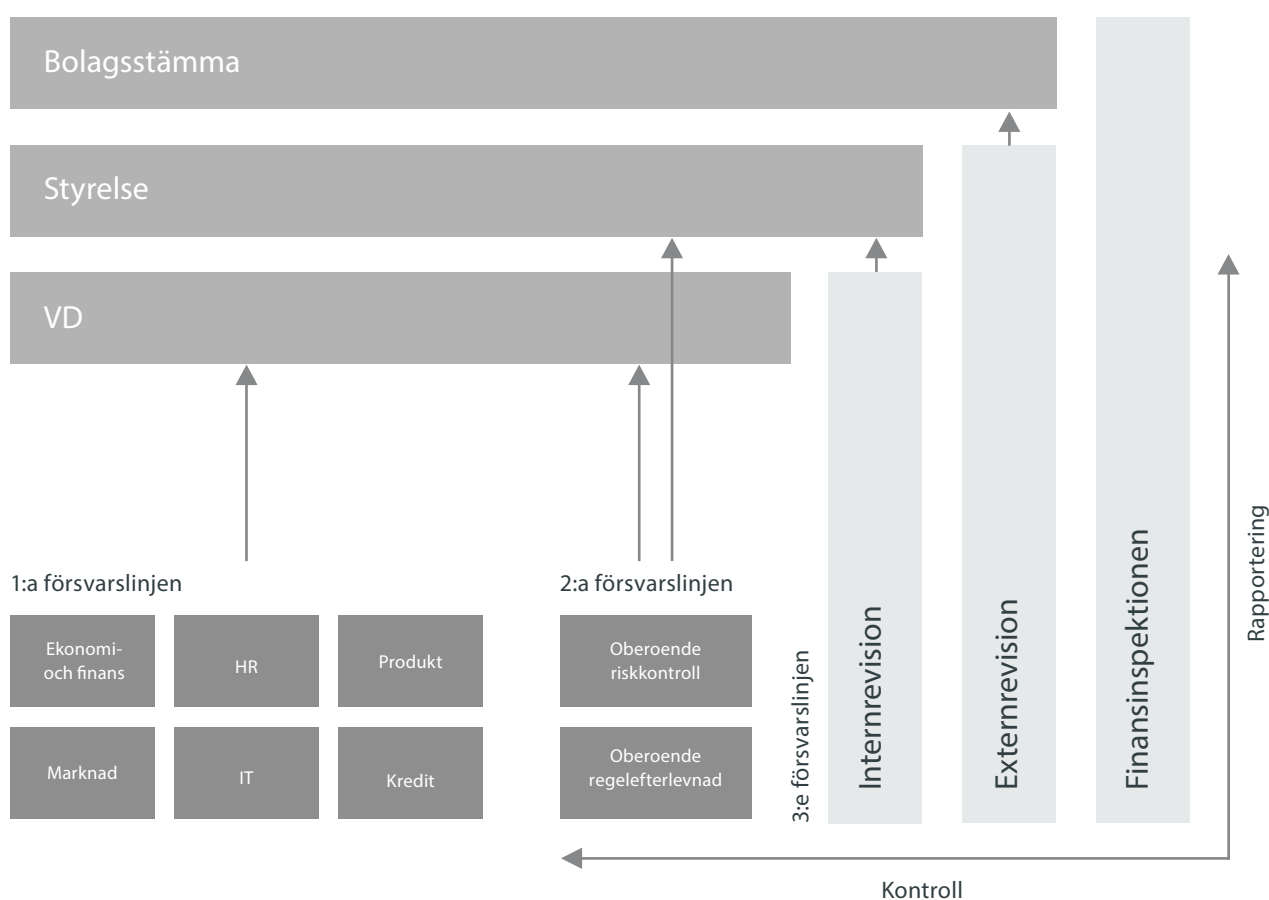 Bolagsstämma
Styrelse
VD
1:a försvarslinjen
Ekonomi-
och finans
HR
Produkt
Marknad
IT
Kredit
2:a försvarslinjen
Oberoende
riskkontroll
Oberoende
regelefterlevnad
3:e försvarslinjen
Internrevision
Externrevision
Finansinspektionen
Rapportering
Kontroll